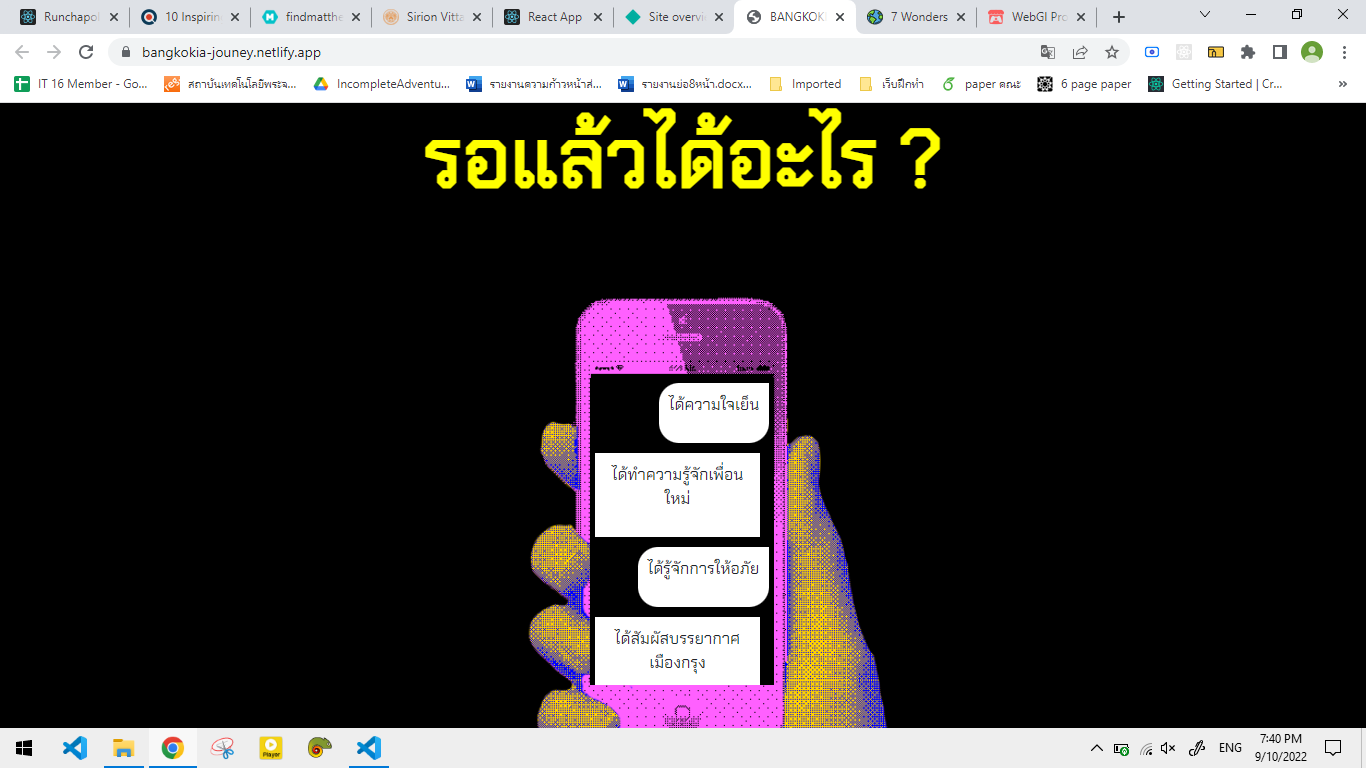 Runchapol
10 Inspirin
findmatthe
Sirion Vitta
React App
Site overvie
BANGKOKI
7 Wonders
WebGl Pro
bangkokia-jouney.netlify.app
IT 16 Member - Go...
สถาบันเทคโนโลยีพระจ...
IncompleteAdventu...
รายงานความก้าวหน้าส่...
รายงานย่อ8หน้า.docx...
Imported
เว็บฝึกทำ
paper คณะ
6 page paper
Getting Started | Cr...
»
รอแล้วได้อะไร ?
ได้ความใจเย็น
ได้ทำความรู้จักเพื่อน
ใหม่
ได้รู้จักการให้อภัย
ได้สัมผัสบรรยากาศ
เมืองกรุง
Player
ENG
7:40 PM
9/10/2022